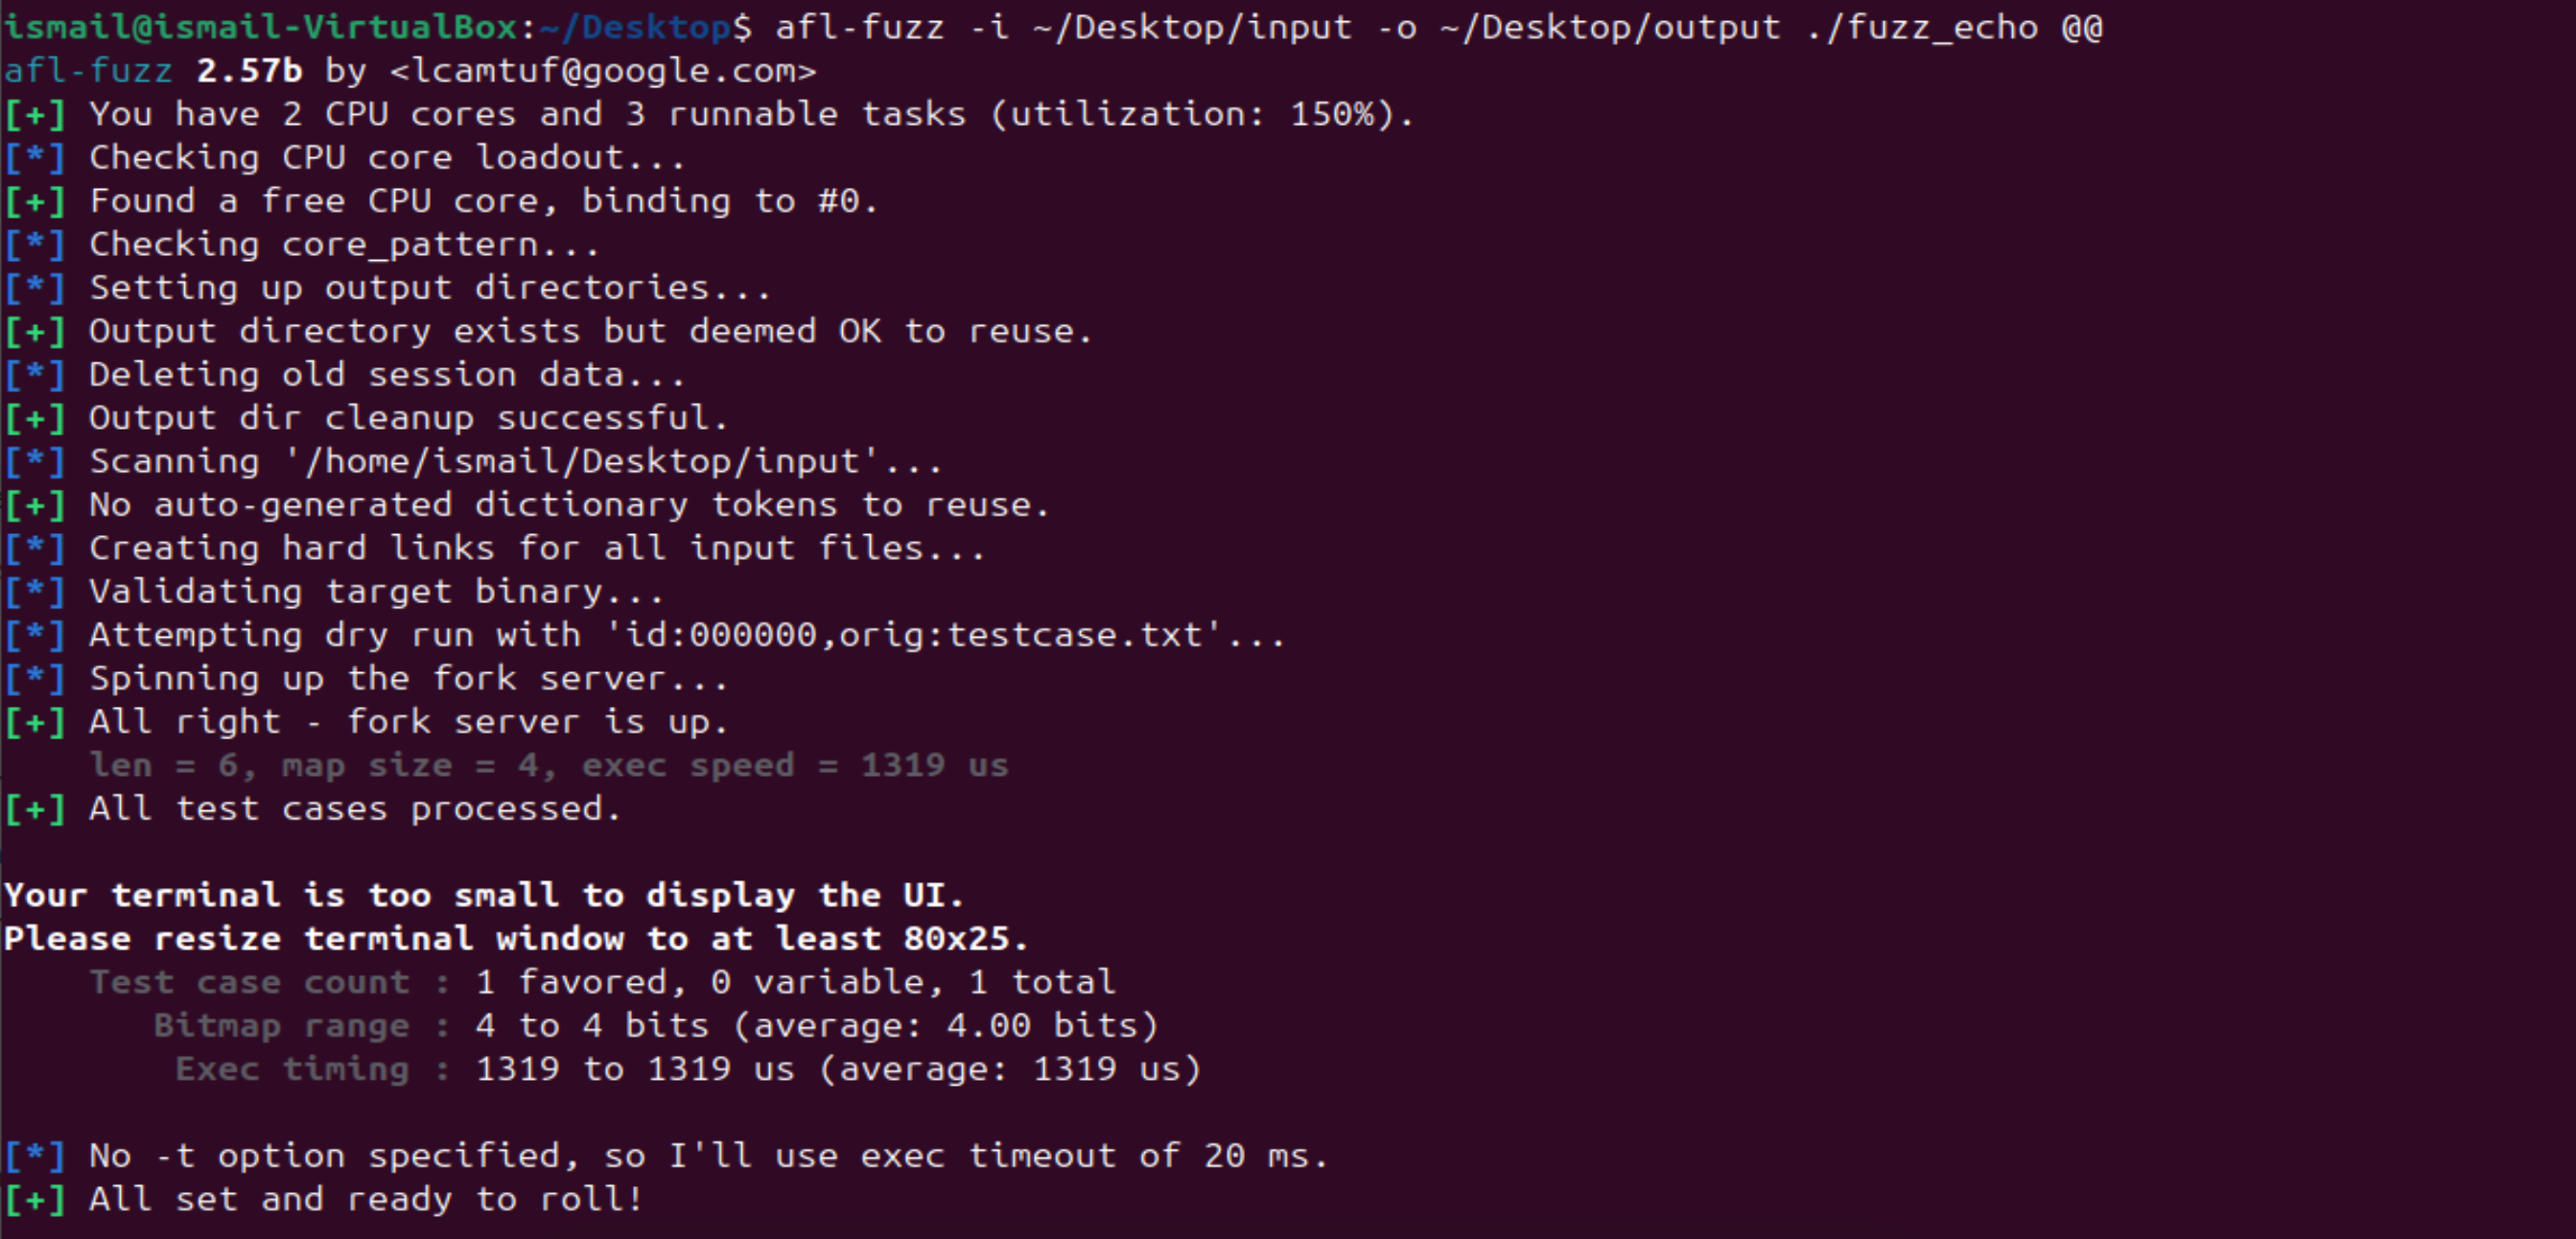 ismail@ismail-VirtualBox:~/Desktop$ afl-fuzz -i ~/Desktop/input -o ~/Desktop/output ./fuzz_echo @@
afl-fuzz 2.57b by <lcamtuf@google.com>
[+] You have 2 CPU cores and 3 runnable tasks (utilization: 150%).
[*] Checking CPU core loadout...
[+] Found a free CPU core, binding to #0.
[*] Checking core_pattern...
[*] Setting up output directories...
[+] Output directory exists but deemed OK to reuse.
[*] Deleting old session data...
[+] Output dir cleanup successful.
[*] Scanning '/home/ismail/Desktop/input'...
[+] No auto-generated dictionary tokens to reuse.
[*] Creating hard links for all input files...
[*] Validating target binary...
[*] Attempting dry run with 'id:000000,orig:testcase.txt'...
[*] Spinning up the fork server...
[+] All right - fork server is up.
len = 6, map size = 4, exec speed = 1319 us
[+] All test cases processed.
Your terminal is too small to display the UI.
Please resize terminal window to at least 80x25.
Test case count : 1 favored, 0 variable, 1 total
Bitmap range : 4 to 4 bits (average: 4.00 bits)
Exec timing : 1319 to 1319 us (average: 1319 us)
[*] No -t option specified, so I'll use exec timeout of 20 ms.
[+] All set and ready to roll!